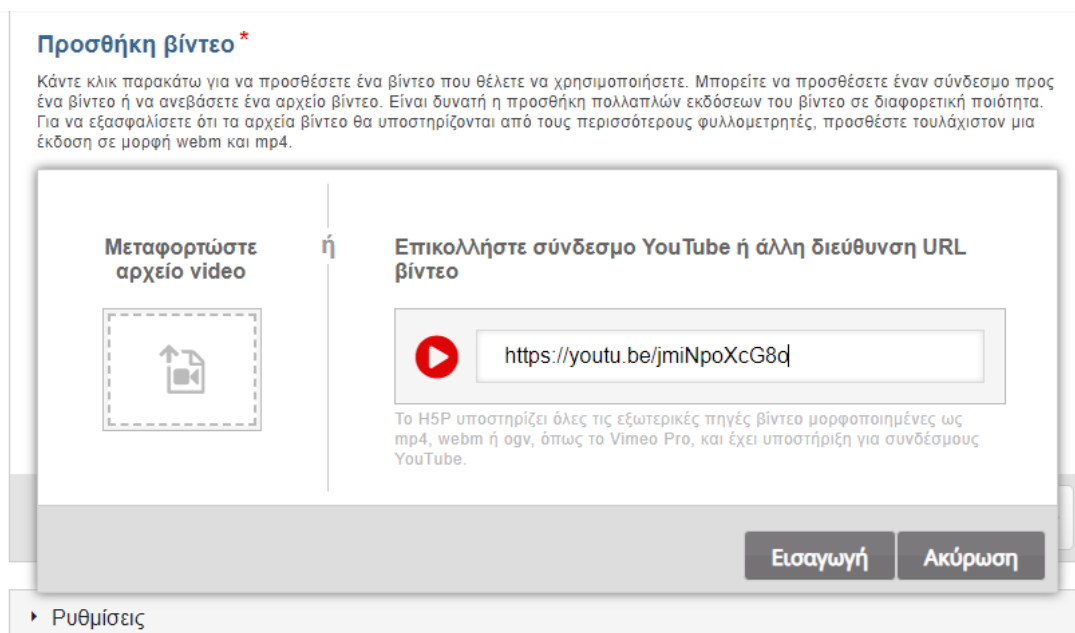 Προσθήκη βίντεο *
Κάντε κλικ παρακάτω για να προσθέσετε ένα βίντεο που θέλετε να χρησιμοποιήσετε. Μπορείτε να προσθέσετε έναν σύνδεσμο προς
ένα βίντεο ή να ανεβάσετε ένα αρχείο βίντεο. Είναι δυνατή η προσθήκη πολλαπλών εκδόσεων του βίντεο σε διαφορετική ποιότητα.
Για να εξασφαλίσετε ότι τα αρχεία βίντεο θα υποστηρίζονται από τους περισσότερους φυλλομετρητές, προσθέστε τουλάχιστον μια
έκδοση σε μορφή webm και mp4.
Μεταφορτώστε
αρχείο video
ή
Επικολλήστε σύνδεσμο YouTube ή άλλη διεύθυνση URL
βίντεο
https://youtu.be/jmiNpoXcG8o
Το H5P υποστηρίζει όλες τις εξωτερικές πηγές βίντεο μορφοποιημένες ως
mp4, webm ή ogv, όπως το Vimeo Pro, και έχει υποστήριξη για συνδέσμους
YouTube.
Εισαγωγή
Ακύρωση
Ρυθμίσεις